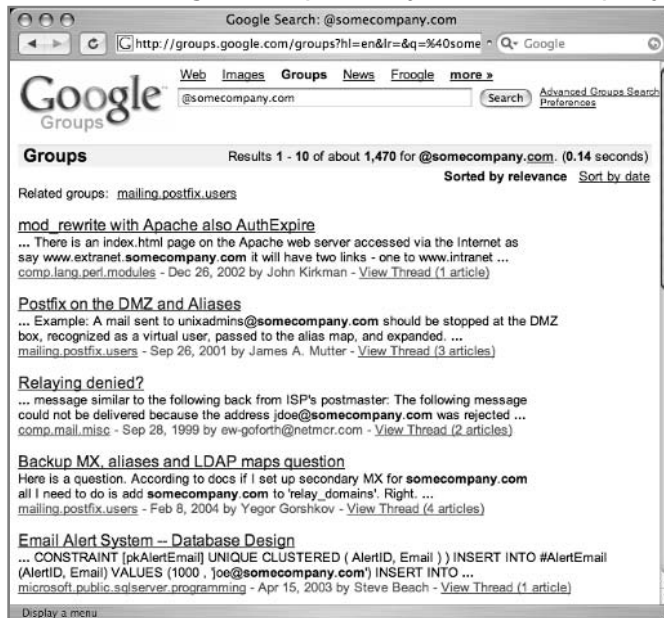 Google Search: @somecompany.com
http://groups.google.com/groups?hl=en&lr=&q=%40some
Google
Web Images Groups News Froogle more »
Google
Groups
@somecompany.com
Search
Advanced Groups Search
Preferences
Groups
Results 1 - 10 of about 1,470 for @somecompany.com. (0.14 seconds)
Sorted by relevance Sort by date
Related groups: mailing.postfix.users
mod_rewrite with Apache also AuthExpire
... There is an index.html page on the Apache web server accessed via the Internet as
say www.extranet.somecompany.com it will have two links - one to www.intranet ...
comp.lang.perl.modules - Dec 26, 2002 by John Kirkman - View Thread (1 article)
Postfix on the DMZ and Aliases
... Example: A mail sent to unixadmins@somecompany.com should be stopped at the DMZ
box, recognized as a virtual user, passed to the alias map, and expanded. ...
mailing.postfix.users - Sep 26, 2001 by James A. Mutter - View Thread (3 articles)
Relaying denied?
... message similar to the following back from ISP's postmaster: The following message
could not be delivered because the address jdoe@somecompany.com was rejected ...
comp.mail.misc - Sep 28, 1999 by ew-goforth@netmcr.com - View Thread (2 articles)
Backup MX, aliases and LDAP maps question
Here is a question. According to docs if I set up secondary MX for somecompany.com
all I need to do is add somecompany.com to 'relay_domains'. Right. ...
mailing.postfix.users - Feb 8, 2004 by Yegor Gorshkov - View Thread (4 articles)
Email Alert System -- Database Design
... CONSTRAINT [pkAlertEmail] UNIQUE CLUSTERED ( AlertID, Email ) ) INSERT INTO #AlertEmail
(AlertID, Email) VALUES (1000 , 'joe@somecompany.com') INSERT INTO ...
microsoft.public.sqlserver.programming - Apr 15, 2003 by Steve Beach - View Thread (1 article)
Display a menu